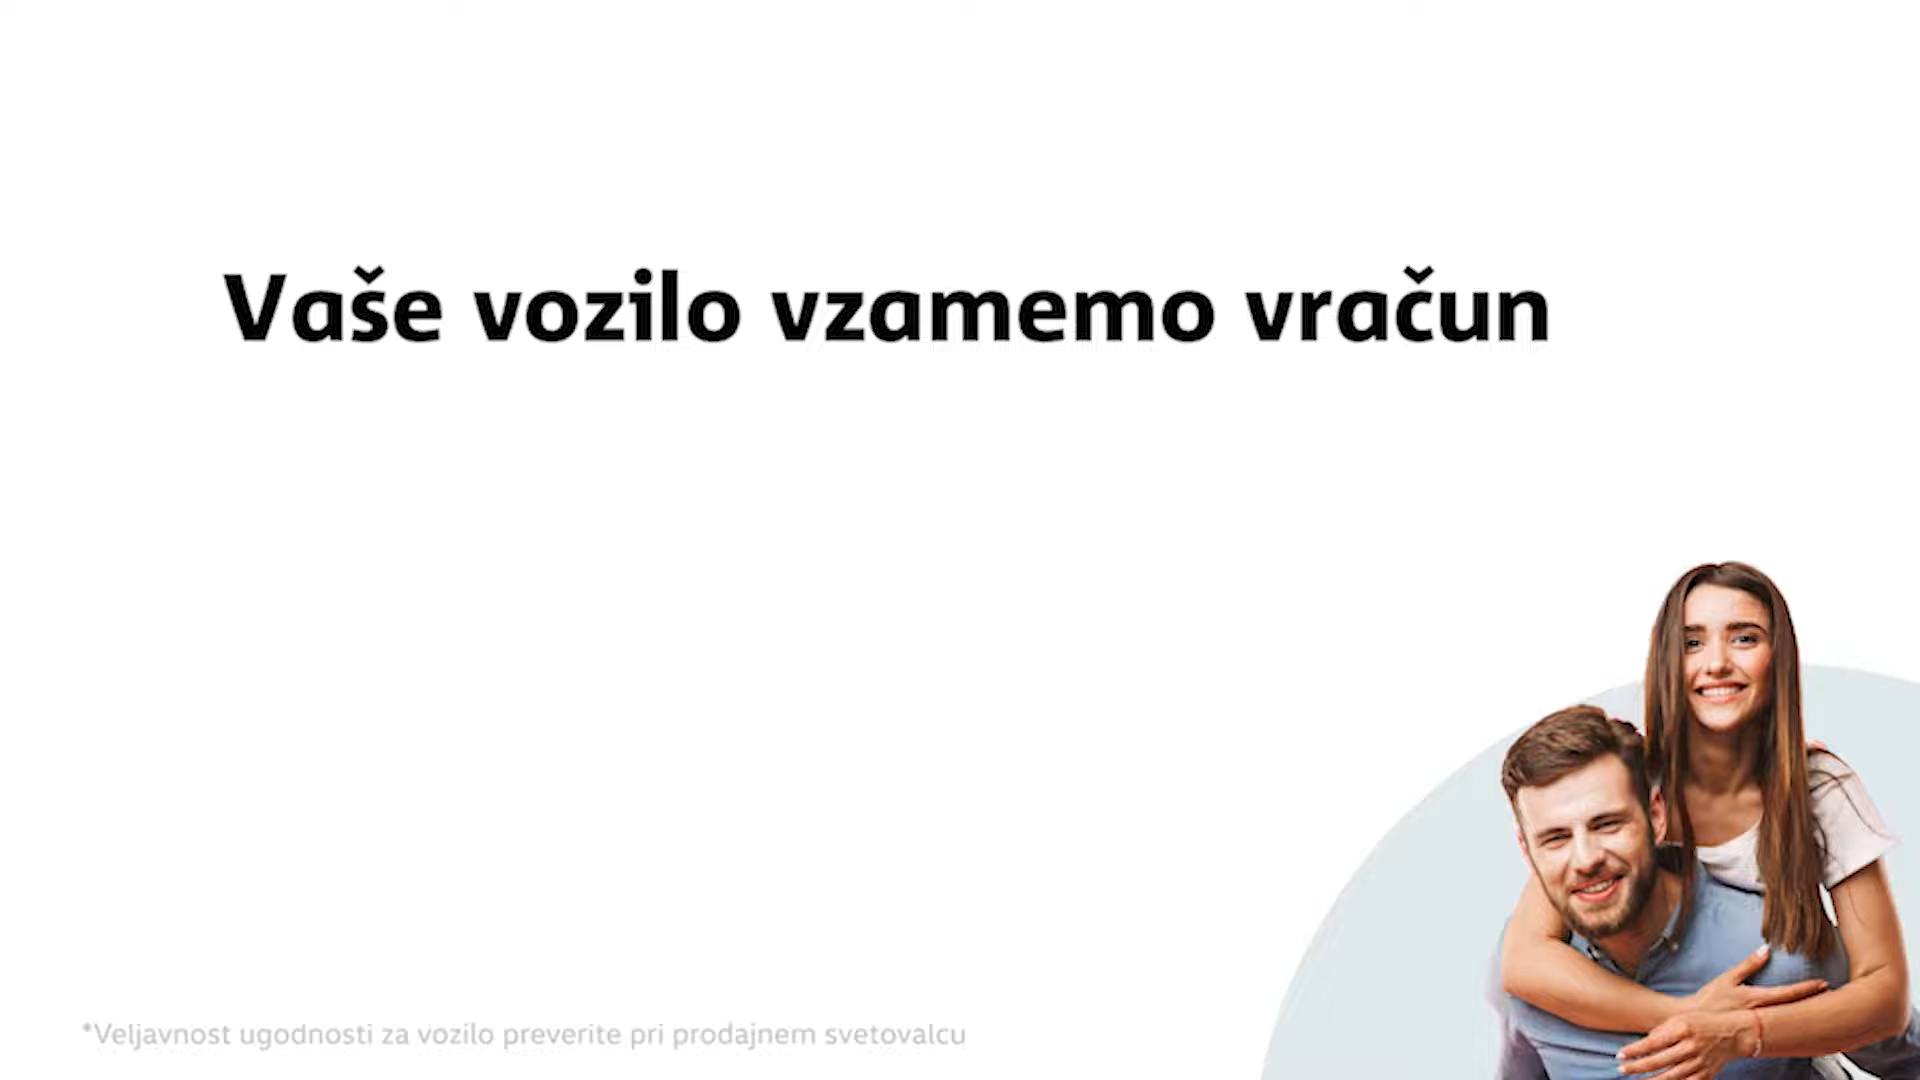 Vaše vozilo vzamemo vračun
*Veljavnost ugodnosti za vozilo preverite pri prodajnem svetovalcu